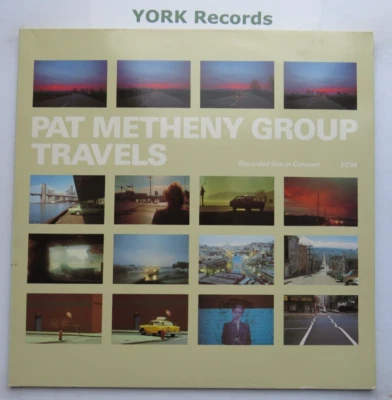 YORK Records
PAT METHENY GROUP
TRAVELS
Recorded live in Concert ECM